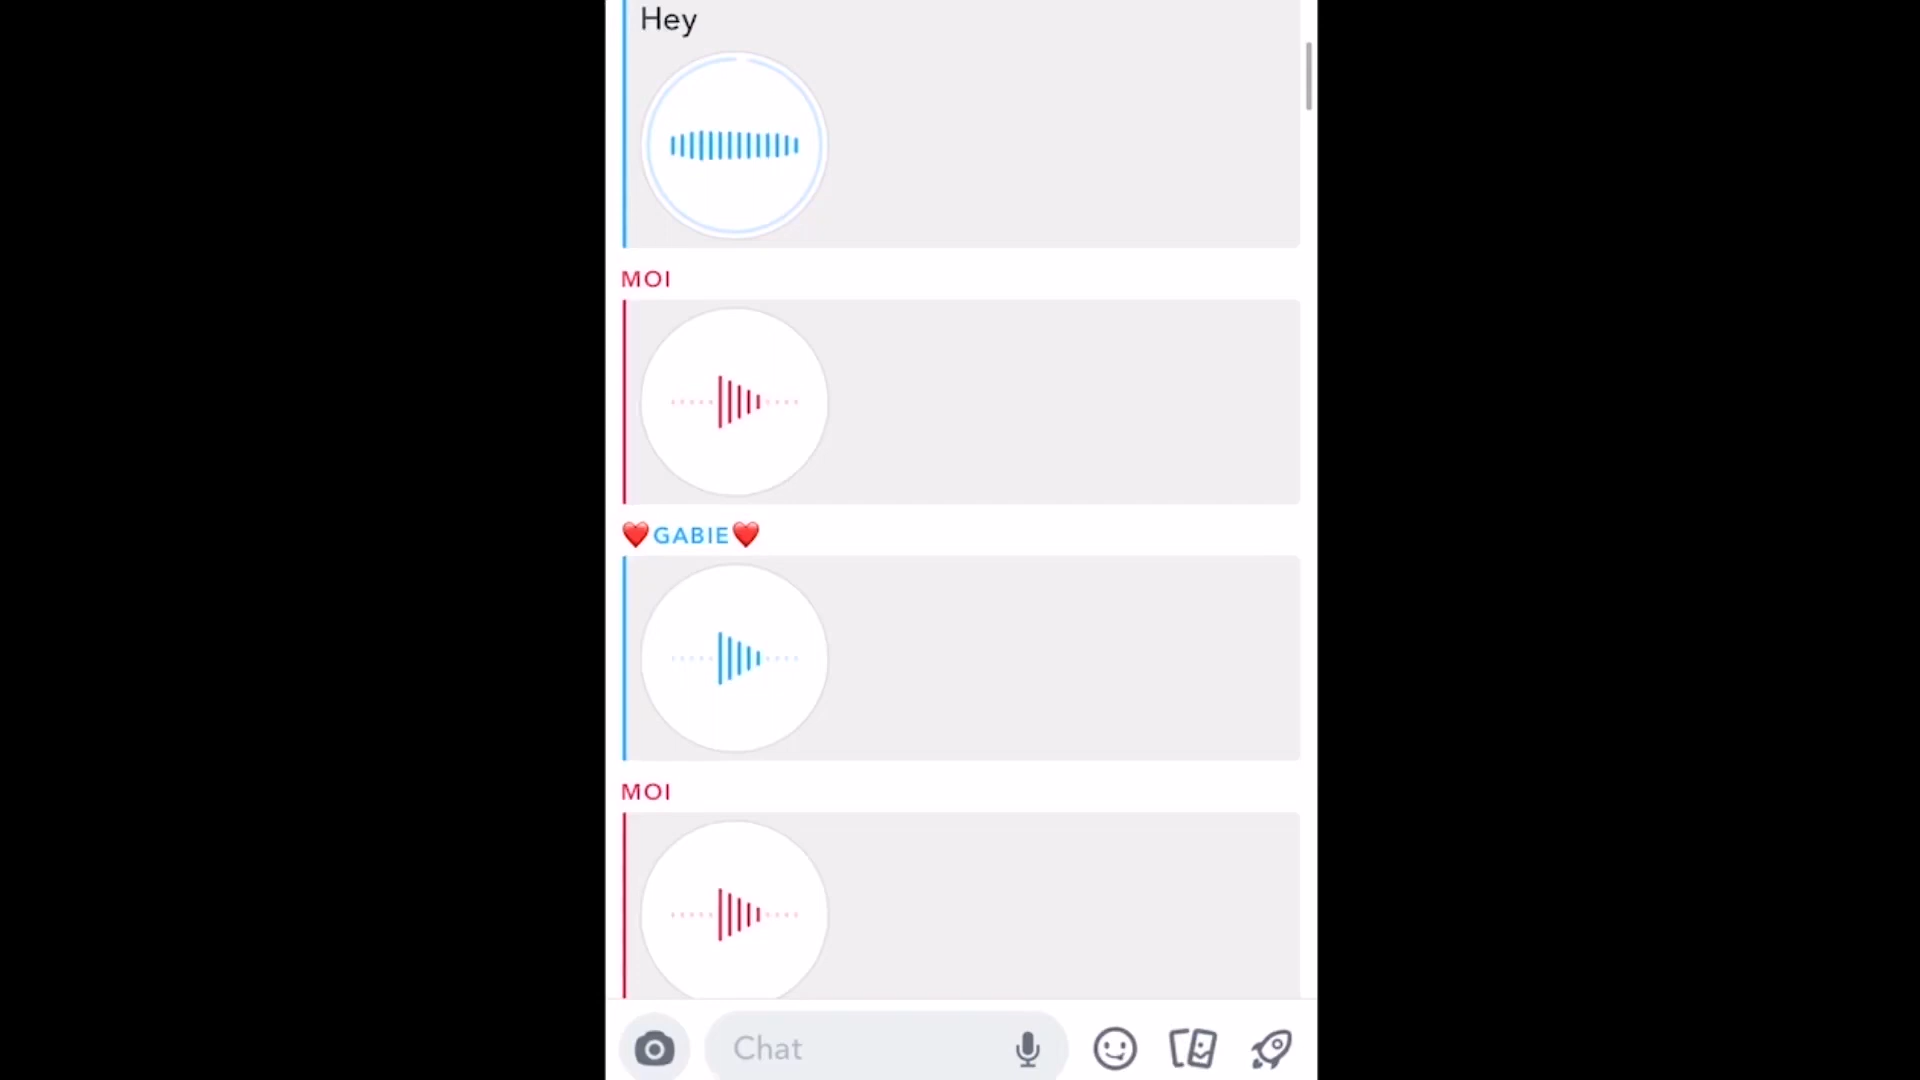 Hey
MOI
❤️GABIE❤️
MOI
Chat